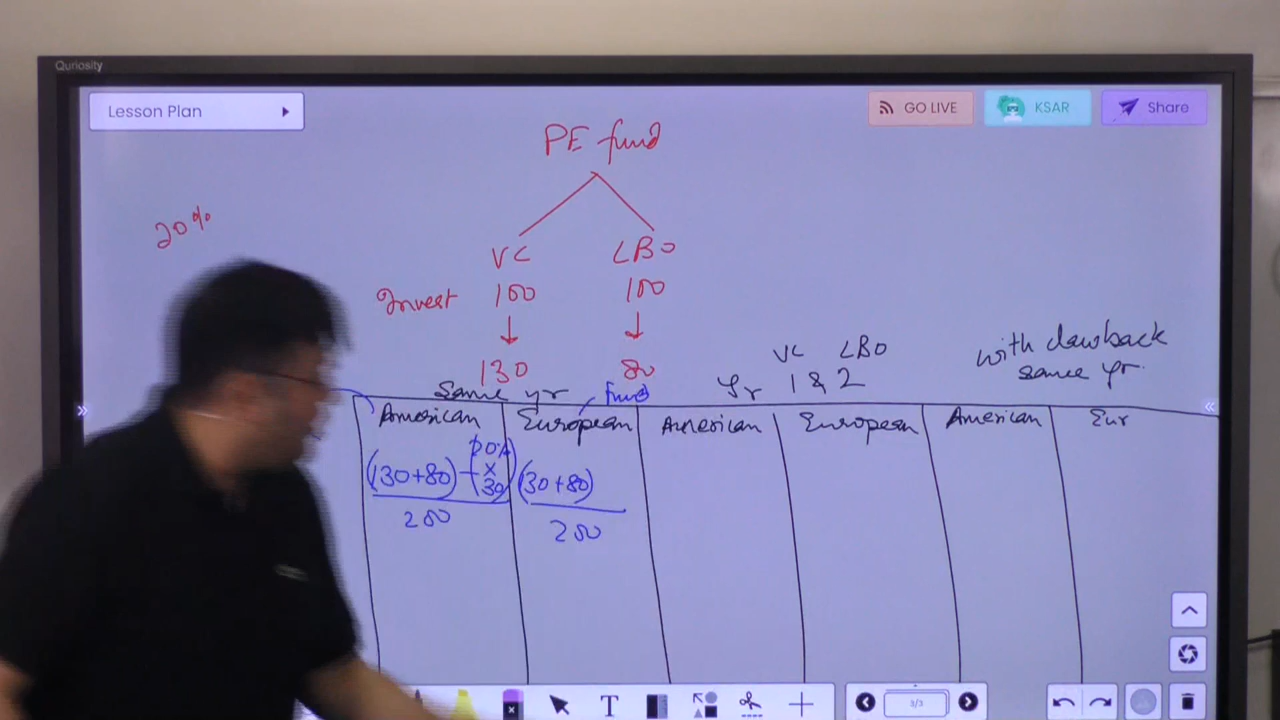 Quriosity
Lesson Plan
GO LIVE
KSAR
Share
PE fund
20%
VC LBO
Invest 100 100
130 80
Same yr
fund
VC LBO
Yr 1 & 2
with clawback
same yr.
American European American European American Eur
(130+80) - (20% x 30)
200
(130+80)
200
T
3/3